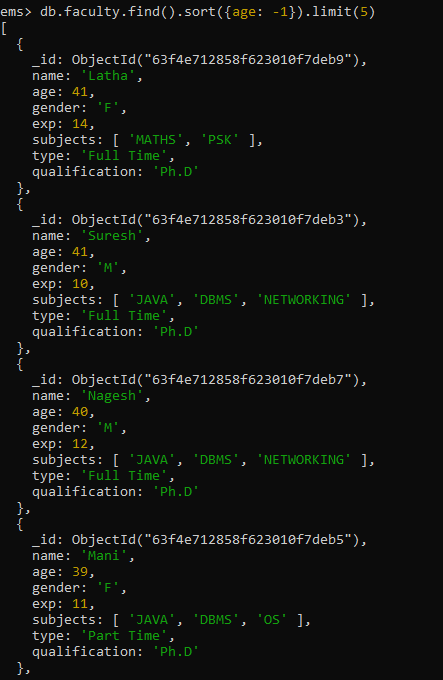 ems> db.faculty.find().sort({age: -1}).limit(5)
[
  {
    _id: ObjectId("63f4e712858f623010f7deb9"),
    name: 'Latha',
    age: 41,
    gender: 'F',
    exp: 14,
    subjects: [ 'MATHS', 'PSK' ],
    type: 'Full Time',
    qualification: 'Ph.D'
  },
  {
    _id: ObjectId("63f4e712858f623010f7deb3"),
    name: 'Suresh',
    age: 41,
    gender: 'M',
    exp: 10,
    subjects: [ 'JAVA', 'DBMS', 'NETWORKING' ],
    type: 'Full Time',
    qualification: 'Ph.D'
  },
  {
    _id: ObjectId("63f4e712858f623010f7deb7"),
    name: 'Nagesh',
    age: 40,
    gender: 'M',
    exp: 12,
    subjects: [ 'JAVA', 'DBMS', 'NETWORKING' ],
    type: 'Full Time',
    qualification: 'Ph.D'
  },
  {
    _id: ObjectId("63f4e712858f623010f7deb5"),
    name: 'Mani',
    age: 39,
    gender: 'F',
    exp: 11,
    subjects: [ 'JAVA', 'DBMS', 'OS' ],
    type: 'Part Time',
    qualification: 'Ph.D'
  },